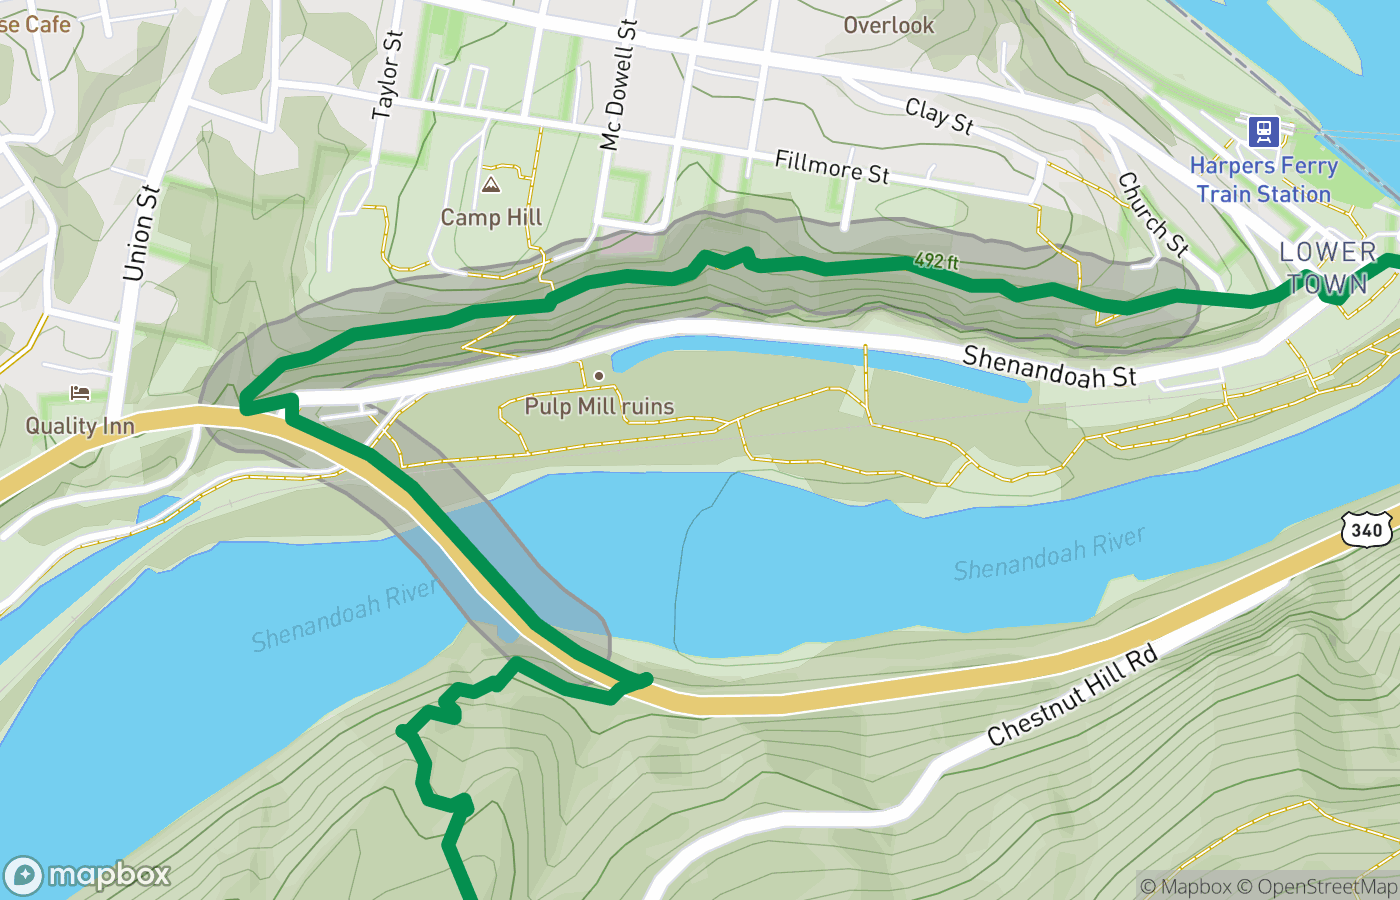 se Cafe
Taylor St
Mc Dowell St
Overlook
Clay St
Fillmore St
Church St
Harpers Ferry
Train Station
Union St
Camp Hill
LOWER
TOWN
492 ft
Shenandoah St
Quality Inn
Pulp Mill ruins
340
Shenandoah River
Shenandoah River
Chestnut Hill Rd
mapbox
© Mapbox © OpenStreetMap